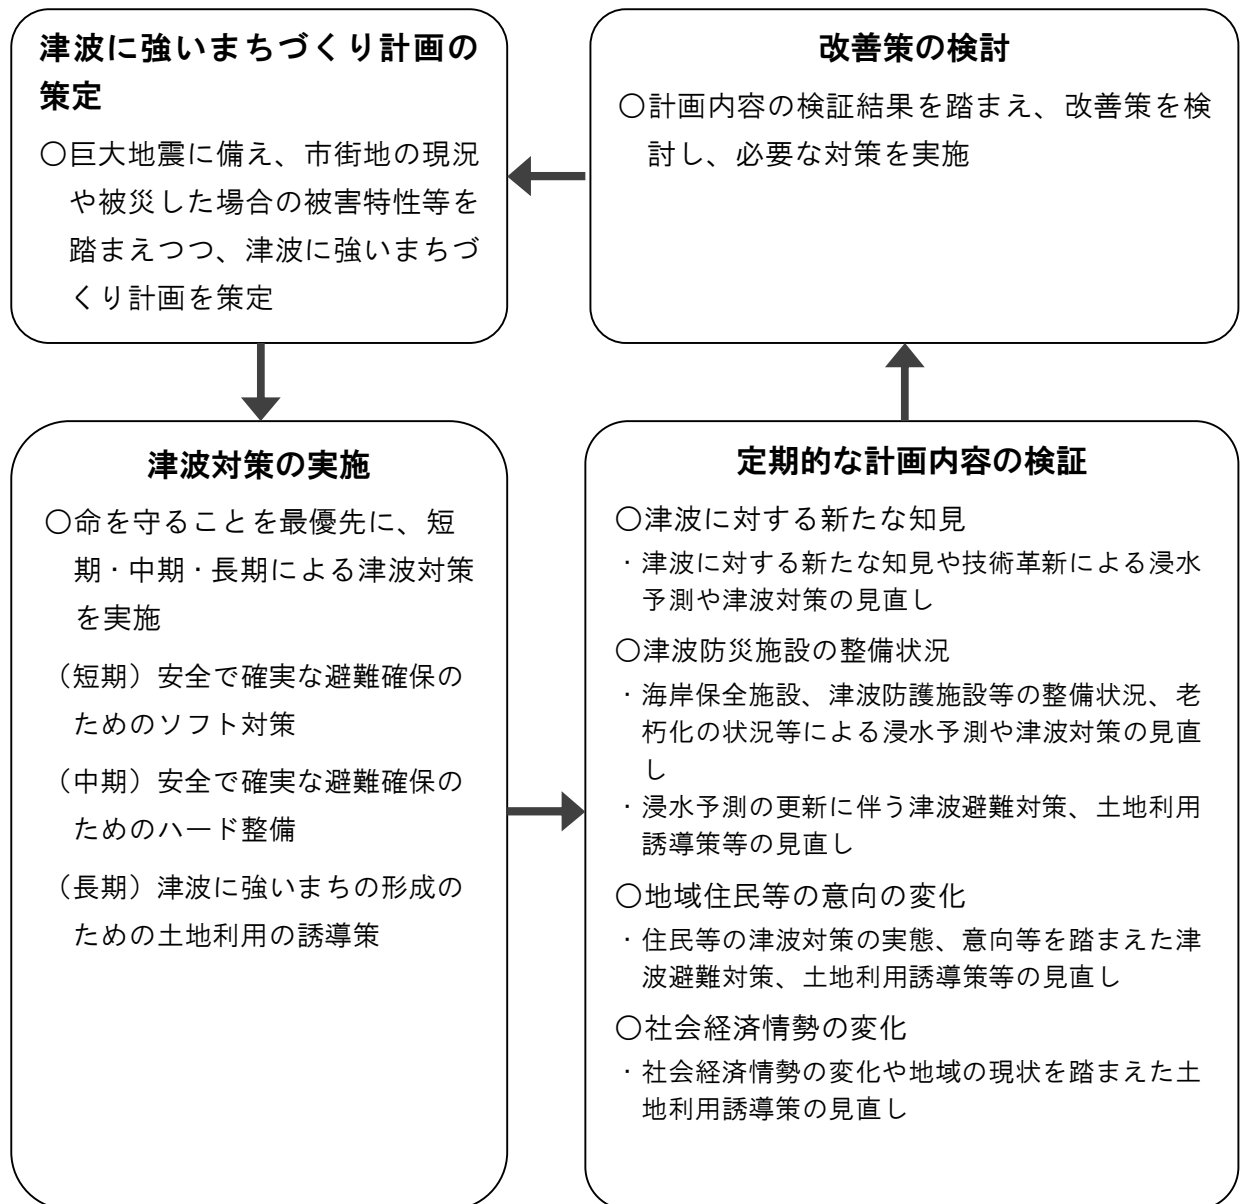 津波に強いまちづくり計画の
策定
○巨大地震に備え、市街地の現況
や被災した場合の被害特性等を
踏まえつつ、津波に強いまちづ
くり計画を策定
改善策の検討
○計画内容の検証結果を踏まえ、改善策を検
討し、必要な対策を実施
津波対策の実施
○命を守ることを最優先に、短
期・中期・長期による津波対策
を実施
（短期）安全で確実な避難確保の
ためのソフト対策
（中期）安全で確実な避難確保の
ためのハード整備
（長期）津波に強いまちの形成の
ための土地利用の誘導策
定期的な計画内容の検証
○津波に対する新たな知見
・津波に対する新たな知見や技術革新による浸水
予測や津波対策の見直し
○津波防災施設の整備状況
・海岸保全施設、津波防護施設等の整備状況、老
朽化の状況等による浸水予測や津波対策の見直
し
・浸水予測の更新に伴う津波避難対策、土地利用
誘導策等の見直し
○地域住民等の意向の変化
・住民等の津波対策の実態、意向等を踏まえた津
波避難対策、土地利用誘導策等の見直し
○社会経済情勢の変化
・社会経済情勢の変化や地域の現状を踏まえた土
地利用誘導策の見直し